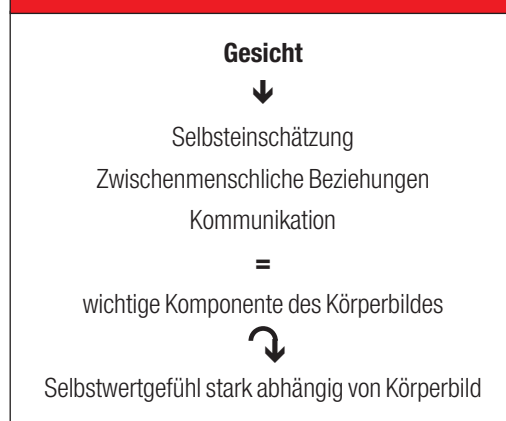 Gesicht
↓
Selbsteinschätzung
Zwischenmenschliche Beziehungen
Kommunikation
=
wichtige Komponente des Körperbildes
↷
Selbstwertgefühl stark abhängig von Körperbild